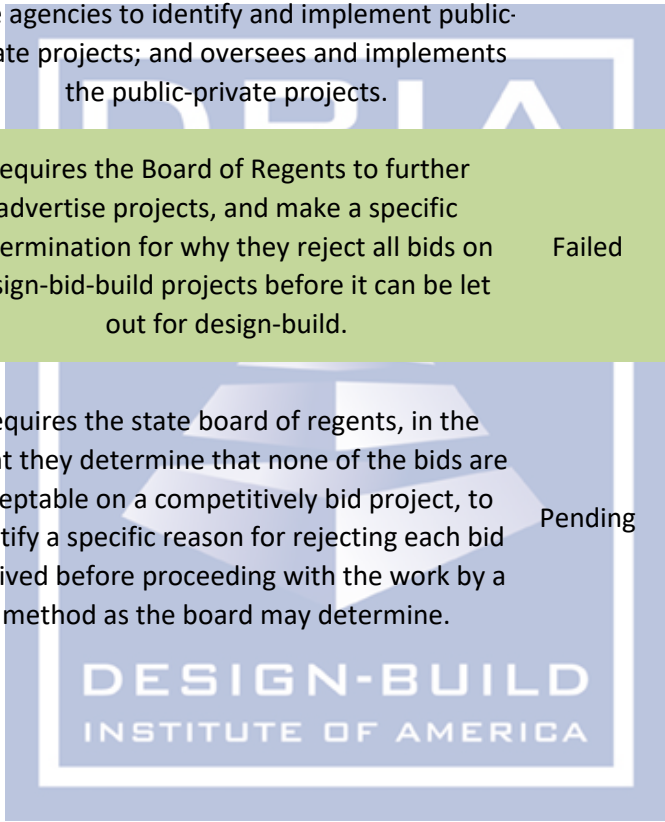 agencies to identify and implement public-
ate projects; and oversees and implements
the public-private projects.
equires the Board of Regents to further
advertise projects, and make a specific
ermination for why they reject all bids on
sign-bid-build projects before it can be let
out for design-build.
Failed
equires the state board of regents, in the
t they determine that none of the bids are
eptable on a competitively bid project, to
tify a specific reason for rejecting each bid
ived before proceeding with the work by a
method as the board may determine.
Pending
DBIA
DESIGN-BUILD
INSTITUTE OF AMERICA